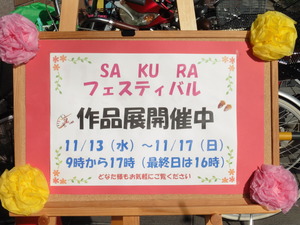 SA KU RA
フェスティバル
作品展開催中
11/13（水）～11/17（日）
9時から17時（最終日は16時）
どなた様もお気軽にご覧ください